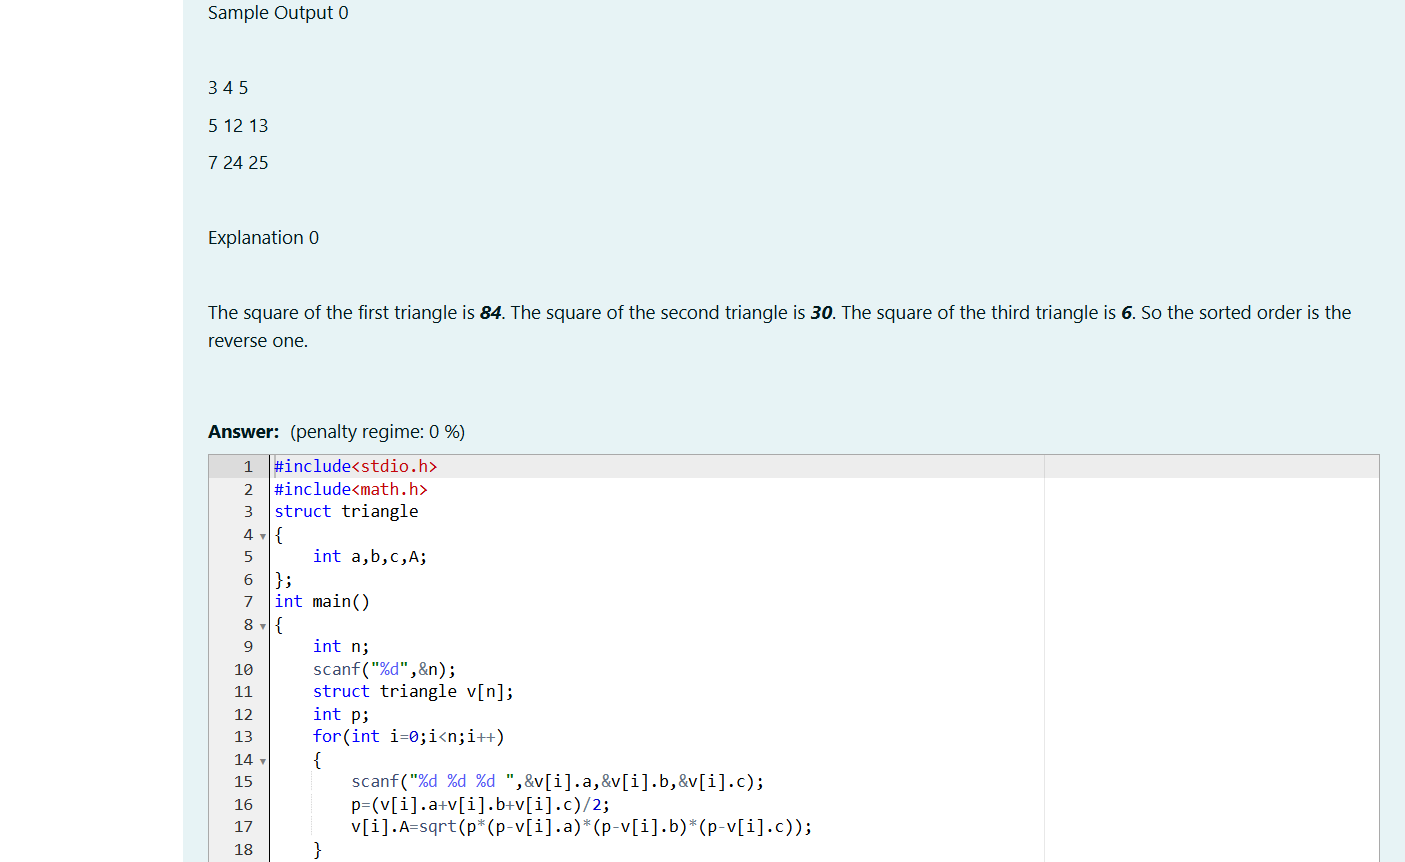 Sample Output 0
3 4 5
5 12 13
7 24 25
Explanation 0
The square of the first triangle is 84. The square of the second triangle is 30. The square of the third triangle is 6. So the sorted order is the
reverse one.
Answer: (penalty regime: 0 %)
1 #include<stdio.h>
2 #include<math.h>
3 struct triangle
4 {
5     int a,b,c,A;
6 };
7 int main()
8 {
9     int n;
10     scanf("%d",&n);
11     struct triangle v[n];
12     int p;
13     for(int i=0;i<n;i++)
14     {
15         scanf("%d %d %d ",&v[i].a,&v[i].b,&v[i].c);
16         p=(v[i].a+v[i].b+v[i].c)/2;
17         v[i].A=sqrt(p*(p-v[i].a)*(p-v[i].b)*(p-v[i].c));
18     }